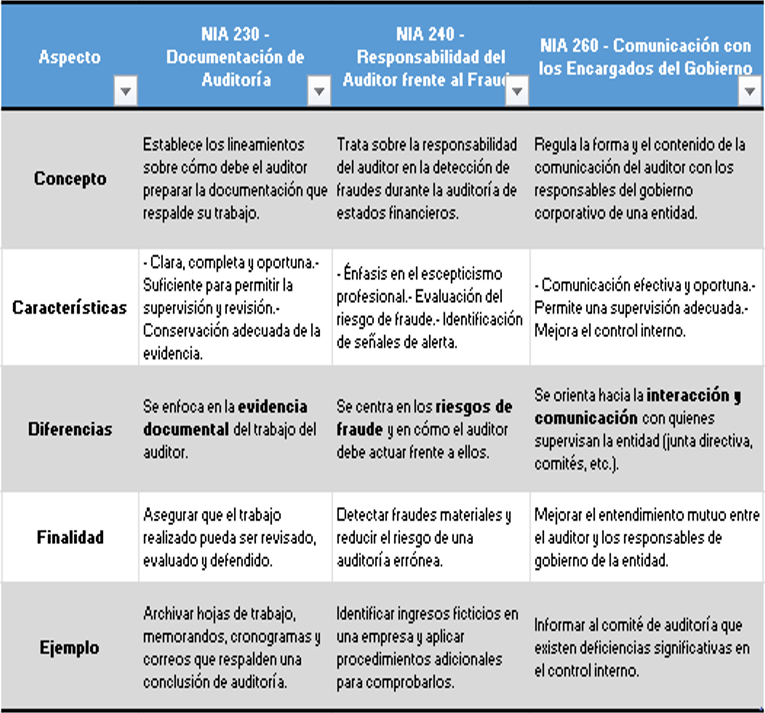 Aspecto
NIA 230 -
Documentación de
Auditoría
NIA 240 -
Responsabilidad del
Auditor frente al Fraud
NIA 260 - Comunicación con
los Encargados del Gobierno
Concepto
Establece los lineamientos
sobre cómo debe el auditor
preparar la documentación que
respalde su trabajo.
Trata sobre la responsabilidad
del auditor en la detección de
fraudes durante la auditoría de
estados financieros.
Regula la forma y el contenido de la
comunicación del auditor con los
responsables del gobierno
corporativo de una entidad.
Características
- Clara, completa y oportuna.-
Suficiente para permitir la
supervisión y revisión.-
Conservación adecuada de la
evidencia.
- Énfasis en el escepticismo
profesional.- Evaluación del
riesgo de fraude.- Identificación
de señales de alerta.
- Comunicación efectiva y oportuna.-
Permite una supervisión adecuada.-
Mejora el control interno.
Diferencias
Se enfoca en la evidencia
documental del trabajo del
auditor.
Se centra en los riesgos de
fraude y en cómo el auditor
debe actuar frente a ellos.
Se orienta hacia la interacción y
comunicación con quienes
supervisan la entidad (junta directiva,
comités, etc.).
Finalidad
Asegurar que el trabajo
realizado pueda ser revisado,
evaluado y defendido.
Detectar fraudes materiales y
reducir el riesgo de una
auditoría errónea.
Mejorar el entendimiento mutuo entre
el auditor y los responsables de
gobierno de la entidad.
Ejemplo
Archivar hojas de trabajo,
memorandos, cronogramas y
correos que respalden una
conclusión de auditoría.
Identificar ingresos ficticios en
una empresa y aplicar
procedimientos adicionales
para comprobarlos.
Informar al comité de auditoría que
existen deficiencias significativas en
el control interno.